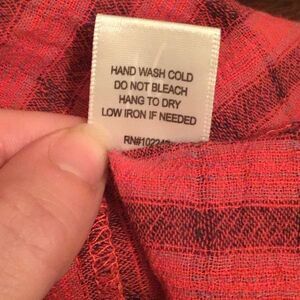 HAND WASH COLD
DO NOT BLEACH
HANG TO DRY
LOW IRON IF NEEDED